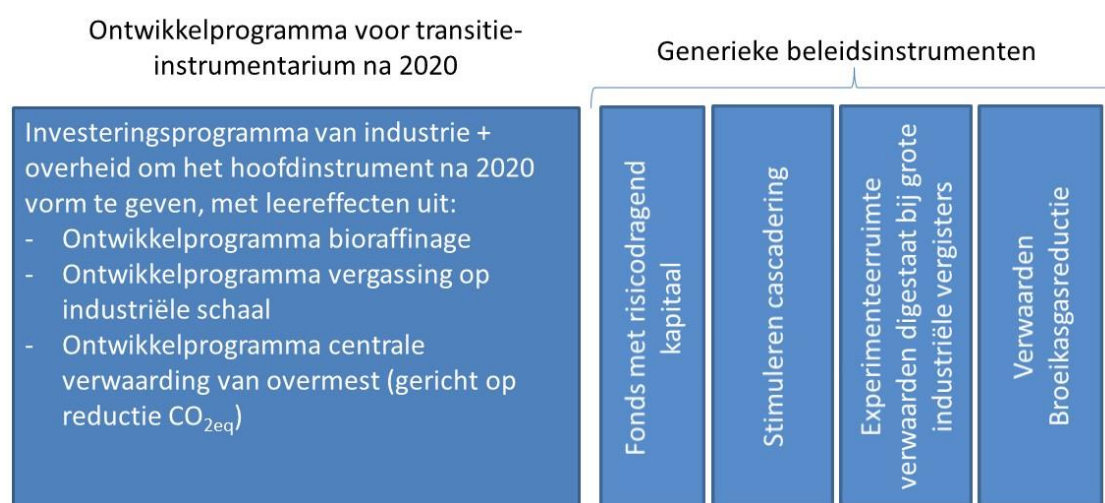 Ontwikkelprogramma voor transitie-
instrumentarium na 2020
Generieke beleidsinstrumenten
Investeringsprogramma van industrie +
overheid om het hoofdinstrument na 2020
vorm te geven, met leereffecten uit:
- Ontwikkelprogramma bioraffinage
- Ontwikkelprogramma vergassing op
industriële schaal
- Ontwikkelprogramma centrale
verwaarding van overmest (gericht op
reductie CO₂eq)
Fonds met risicodragend
kapitaal
Stimuleren cascadering
Experimenteerruimte
verwaarden digestaat bij grote
industriële vergisters
Verwaarden
Broeikasgasreductie